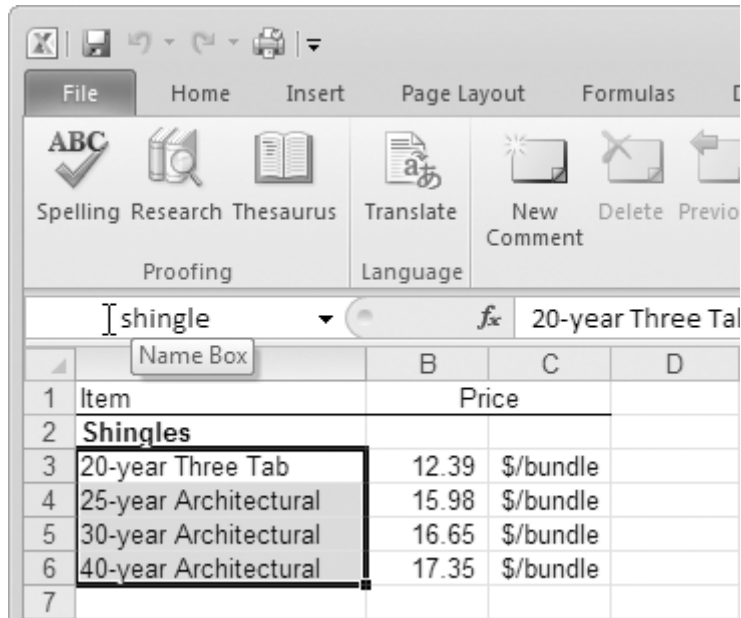 File Home Insert Page Layout Formulas
ABC
Spelling Research Thesaurus Translate New Comment Delete
Proofing Language
shingle fx 20-year Three
Name Box
B C D
1 Item Price
2 Shingles
3 20-year Three Tab 12.39 $/bundle
4 25-year Architectural 15.98 $/bundle
5 30-year Architectural 16.65 $/bundle
6 40-year Architectural 17.35 $/bundle
7